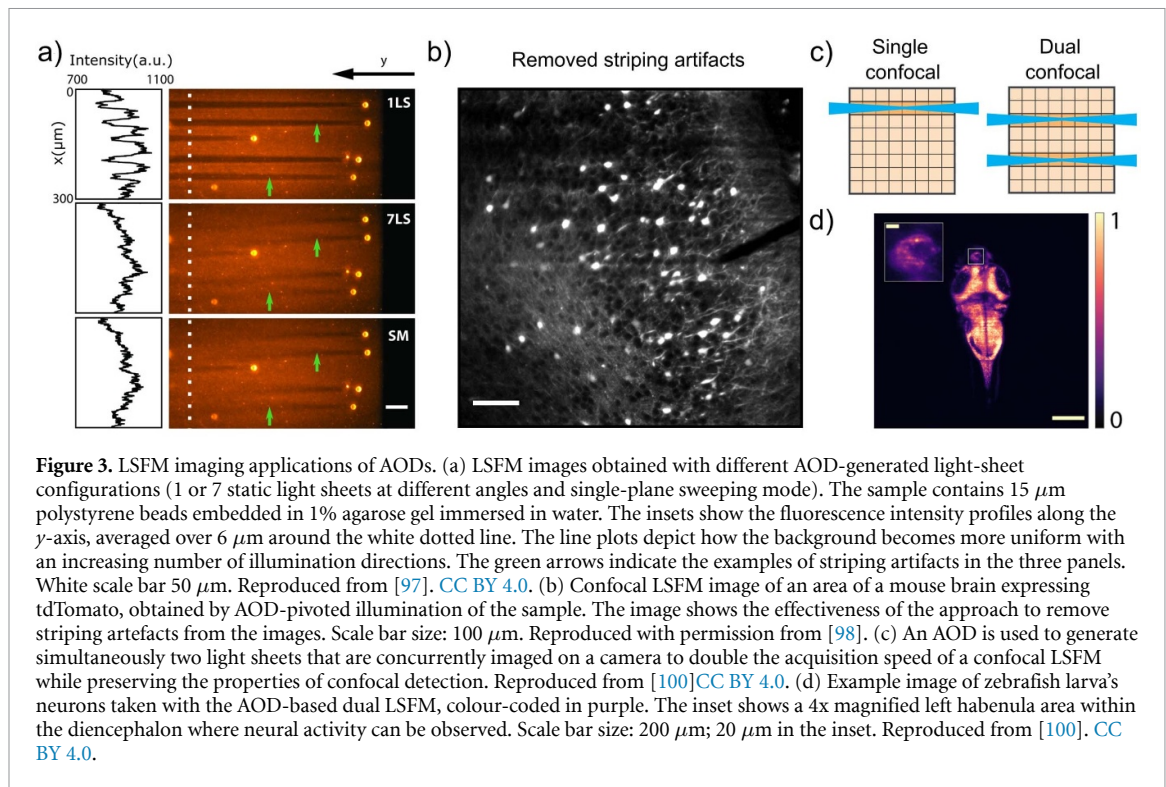 a)
Intensity(a.u.)
700 1100
y
0
x(μm)
300
1LS
7LS
SM
b)
Removed striping artifacts
c)
Single
confocal
Dual
confocal
d)
1
0
Figure 3. LSFM imaging applications of AODs. (a) LSFM images obtained with different AOD-generated light-sheet
configurations (1 or 7 static light sheets at different angles and single-plane sweeping mode). The sample contains 15 μm
polystyrene beads embedded in 1% agarose gel immersed in water. The insets show the fluorescence intensity profiles along the
y-axis, averaged over 6 μm around the white dotted line. The line plots depict how the background becomes more uniform with
an increasing number of illumination directions. The green arrows indicate the examples of striping artifacts in the three panels.
White scale bar 50 μm. Reproduced from [97]. CC BY 4.0. (b) Confocal LSFM image of an area of a mouse brain expressing
tdTomato, obtained by AOD-pivoted illumination of the sample. The image shows the effectiveness of the approach to remove
striping artefacts from the images. Scale bar size: 100 μm. Reproduced with permission from [98]. (c) An AOD is used to generate
simultaneously two light sheets that are concurrently imaged on a camera to double the acquisition speed of a confocal LSFM
while preserving the properties of confocal detection. Reproduced from [100]CC BY 4.0. (d) Example image of zebrafish larva's
neurons taken with the AOD-based dual LSFM, colour-coded in purple. The inset shows a 4x magnified left habenula area within
the diencephalon where neural activity can be observed. Scale bar size: 200 μm; 20 μm in the inset. Reproduced from [100]. CC
BY 4.0.